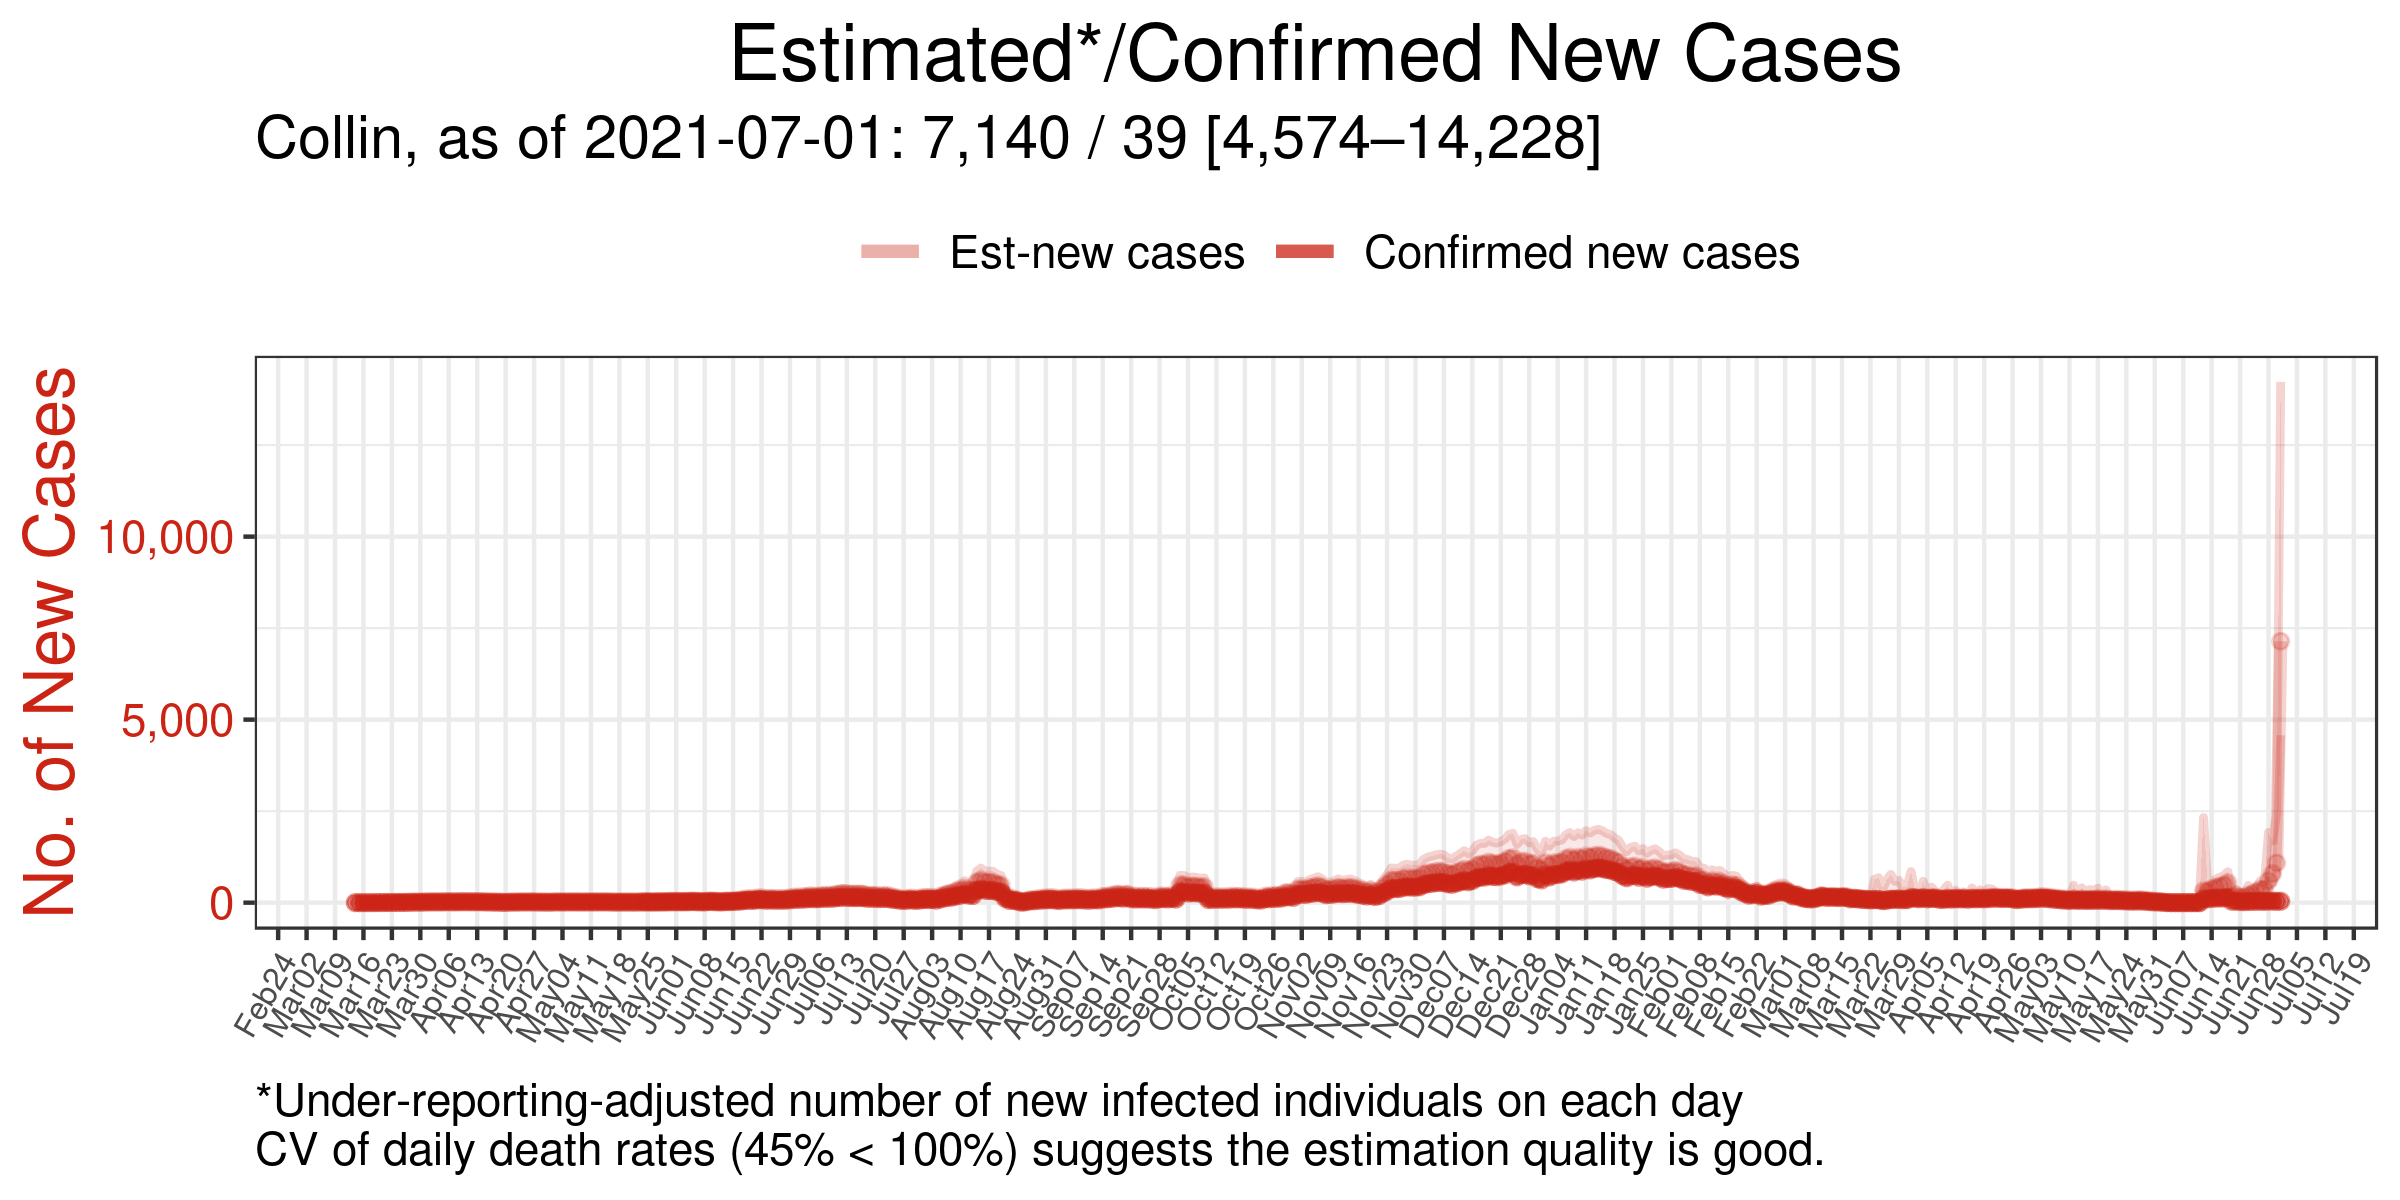 Estimated*/Confirmed New Cases
Collin, as of 2021-07-01: 7,140 / 39 [4,574–14,228]
Est-new cases
Confirmed new cases
No. of New Cases
10,000
5,000
0
Feb24
Mar02
Mar09
Mar16
Mar23
Mar30
Apr06
Apr13
Apr20
Apr27
May04
May11
May18
May25
Jun01
Jun08
Jun15
Jun22
Jun29
Jul06
Jul13
Jul20
Jul27
Aug03
Aug10
Aug17
Aug24
Aug31
Sep07
Sep14
Sep21
Sep28
Oct05
Oct12
Oct19
Oct26
Nov02
Nov09
Nov16
Nov23
Nov30
Dec07
Dec14
Dec21
Dec28
Jan04
Jan11
Jan18
Jan25
Feb01
Feb08
Feb15
Feb22
Mar01
Mar08
Mar15
Mar22
Mar29
Apr05
Apr12
Apr19
Apr26
May03
May10
May17
May24
May31
Jun07
Jun14
Jun21
Jun28
Jul05
Jul12
Jul19
*Under-reporting-adjusted number of new infected individuals on each day
CV of daily death rates (45% < 100%) suggests the estimation quality is good.